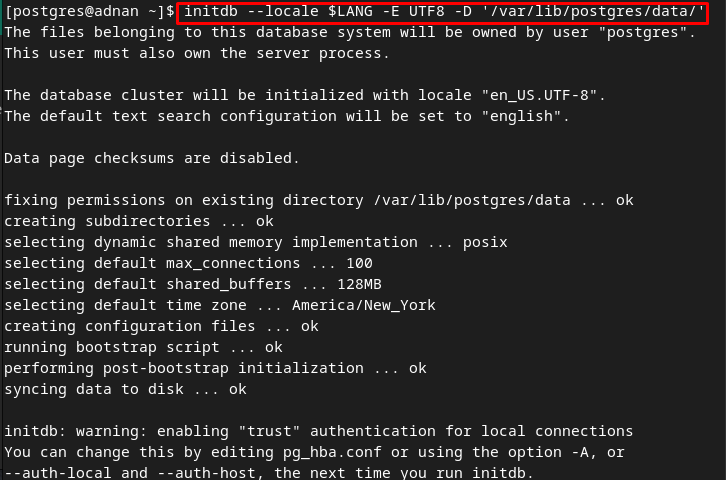 [postgres@adnan ~]$ initdb --locale $LANG -E UTF8 -D '/var/lib/postgres/data/'
The files belonging to this database system will be owned by user "postgres".
This user must also own the server process.
The database cluster will be initialized with locale "en_US.UTF-8".
The default text search configuration will be set to "english".
Data page checksums are disabled.
fixing permissions on existing directory /var/lib/postgres/data ... ok
creating subdirectories ... ok
selecting dynamic shared memory implementation ... posix
selecting default max_connections ... 100
selecting default shared_buffers ... 128MB
selecting default time zone ... America/New_York
creating configuration files ... ok
running bootstrap script ... ok
performing post-bootstrap initialization ... ok
syncing data to disk ... ok
initdb: warning: enabling "trust" authentication for local connections
You can change this by editing pg_hba.conf or using the option -A, or
--auth-local and --auth-host, the next time you run initdb.